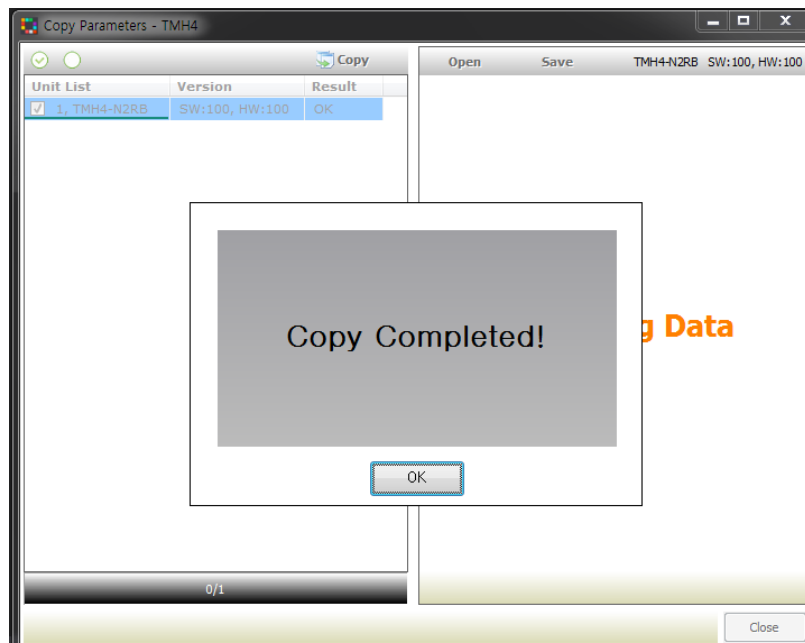 Copy Parameters - TMH4
Copy
Open Save TMH4-N2RB SW:100, HW:100
Unit List Version Result
1, TMH4-N2RB SW:100, HW:100 OK
Copy Completed!
Data
OK
0/1
Close